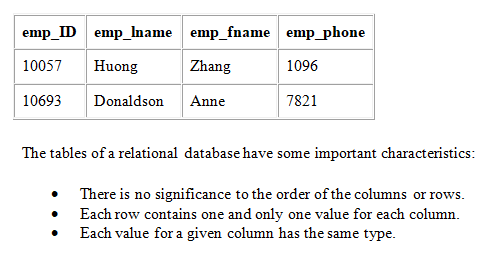 emp_ID emp_lname emp_fname emp_phone
10057 Huong Zhang 1096
10693 Donaldson Anne 7821
The tables of a relational database have some important characteristics:
• There is no significance to the order of the columns or rows.
• Each row contains one and only one value for each column.
• Each value for a given column has the same type.